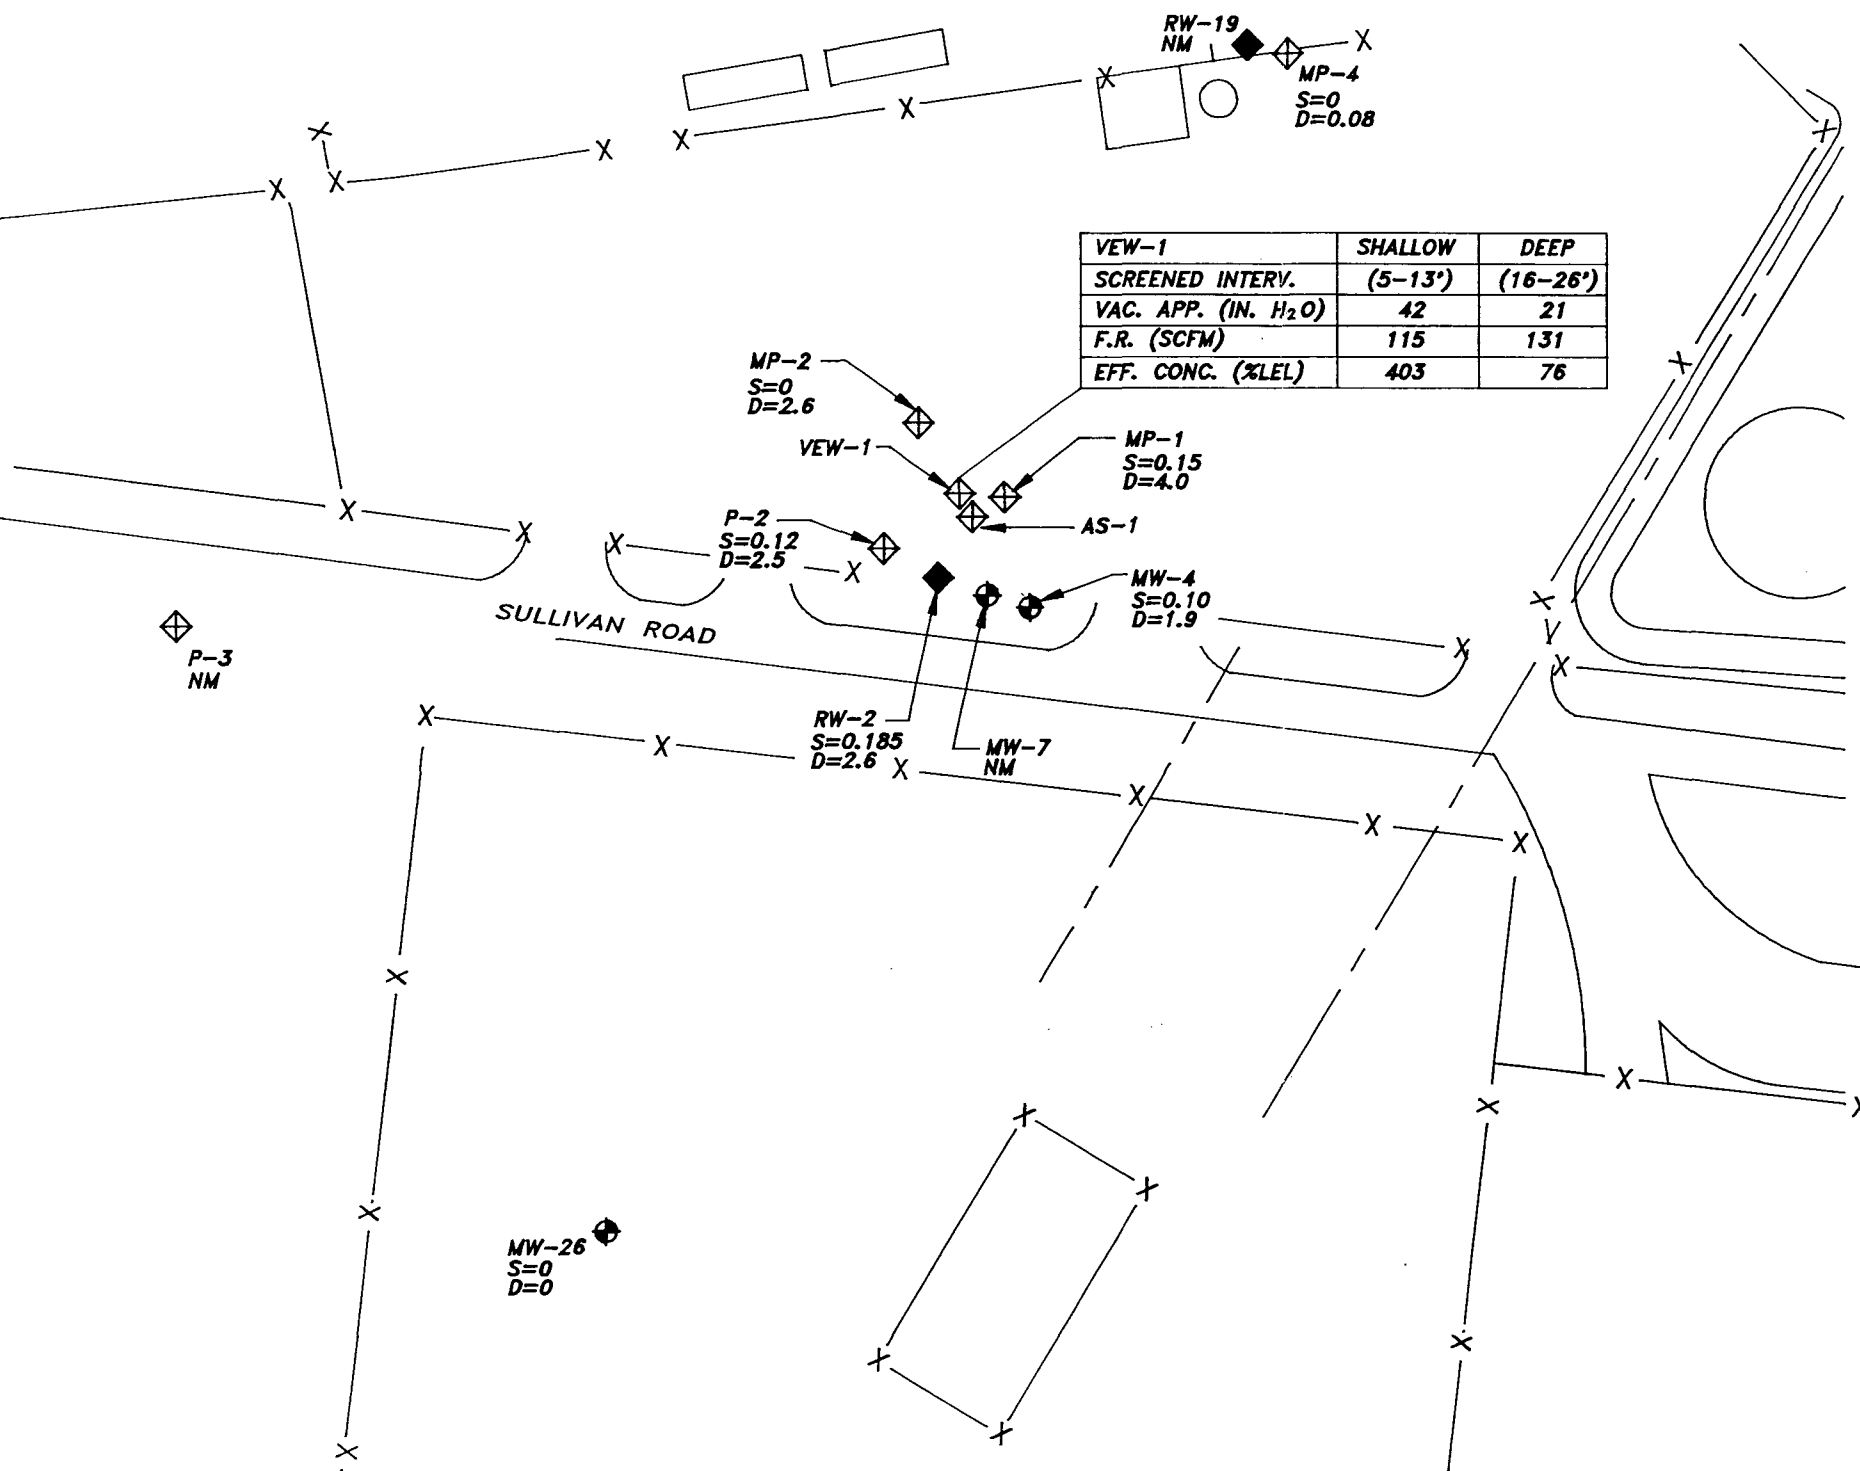 RW-19
NM
MP-4
S=0
D=0.08
VEW-1 SHALLOW DEEP
SCREENED INTERV. (5-13') (16-26')
VAC. APP. (IN. H₂O) 42 21
F.R. (SCFM) 115 131
EFF. CONC. (%LEL) 403 76
MP-2
S=0
D=2.6
VEW-1
MP-1
S=0.15
D=4.0
AS-1
P-2
S=0.12
D=2.5
MW-4
S=0.10
D=1.9
SULLIVAN ROAD
P-3
NM
RW-2
S=0.185
D=2.6
MW-7
NM
MW-26
S=0
D=0